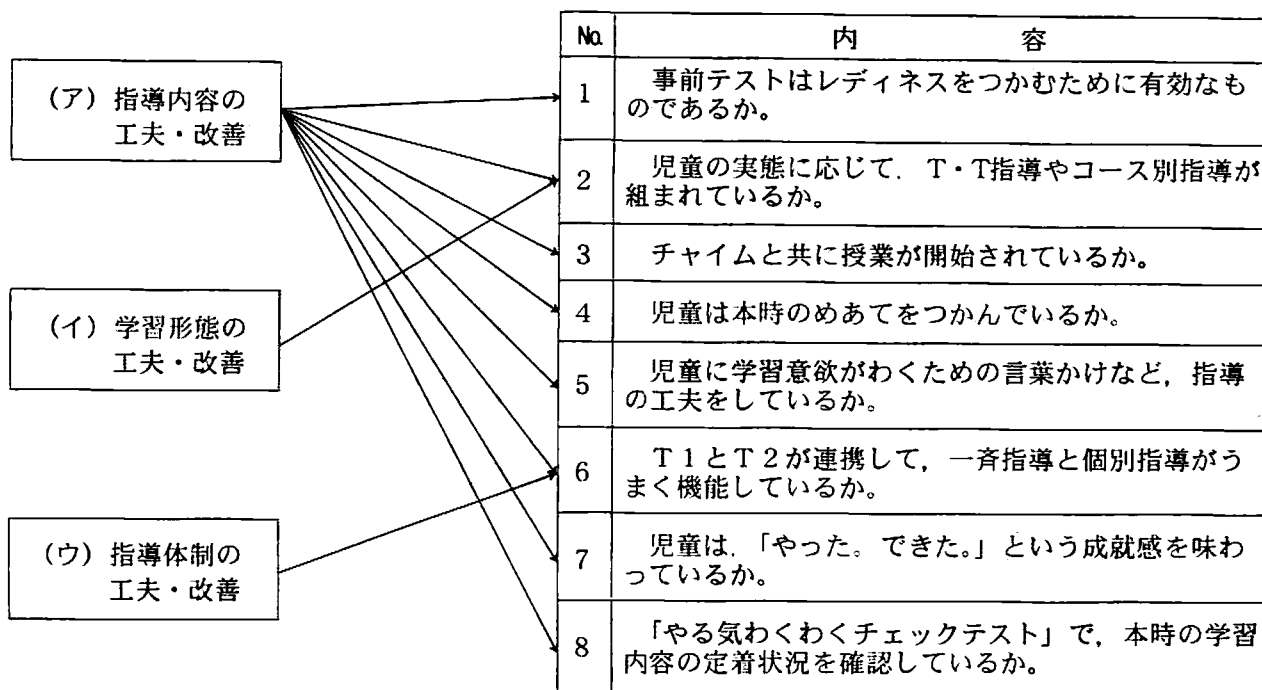 (ア)指導内容の
工夫・改善
(イ)学習形態の
工夫・改善
(ウ)指導体制の
工夫・改善
No. 内 容
1 事前テストはレディネスをつかむために有効なも
のであるか。
2 児童の実態に応じて,T・T指導やコース別指導が
組まれているか。
3 チャイムと共に授業が開始されているか。
4 児童は本時のめあてをつかんでいるか。
5 児童に学習意欲がわくための言葉かけなど,指導
の工夫をしているか。
6 T1とT2が連携して,一斉指導と個別指導がう
まく機能しているか。
7 児童は,「やった。できた。」という成就感を味わ
っているか。
8 「やる気わくわくチェックテスト」で,本時の学習
内容の定着状況を確認しているか。